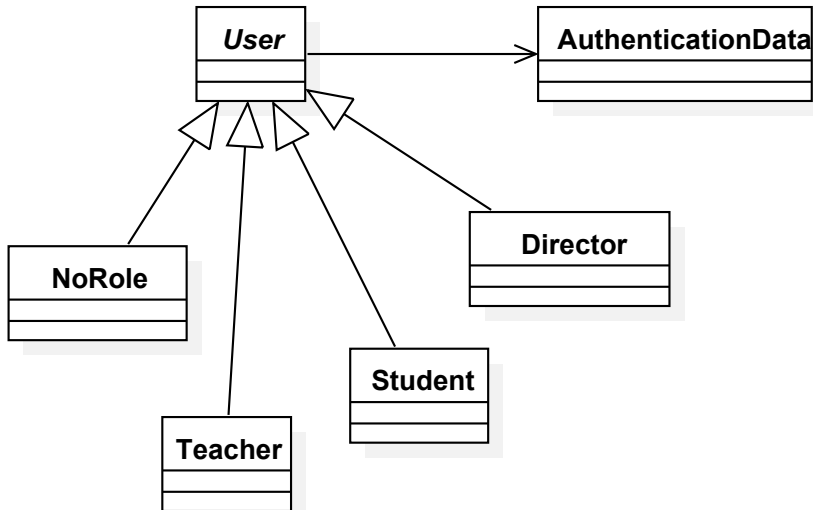 User
AuthenticationData
Director
NoRole
Student
Teacher